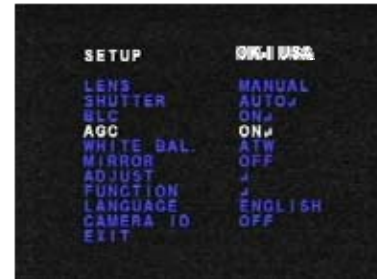 SETUP
LENS MANUAL
SHUTTER AUTO↲
BLC ON↲
AGC ON↲
WHITE BAL. ATW
MIRROR OFF
ADJUST ↲
FUNCTION ↲
LANGUAGE ENGLISH
CAMERA ID OFF
EXIT